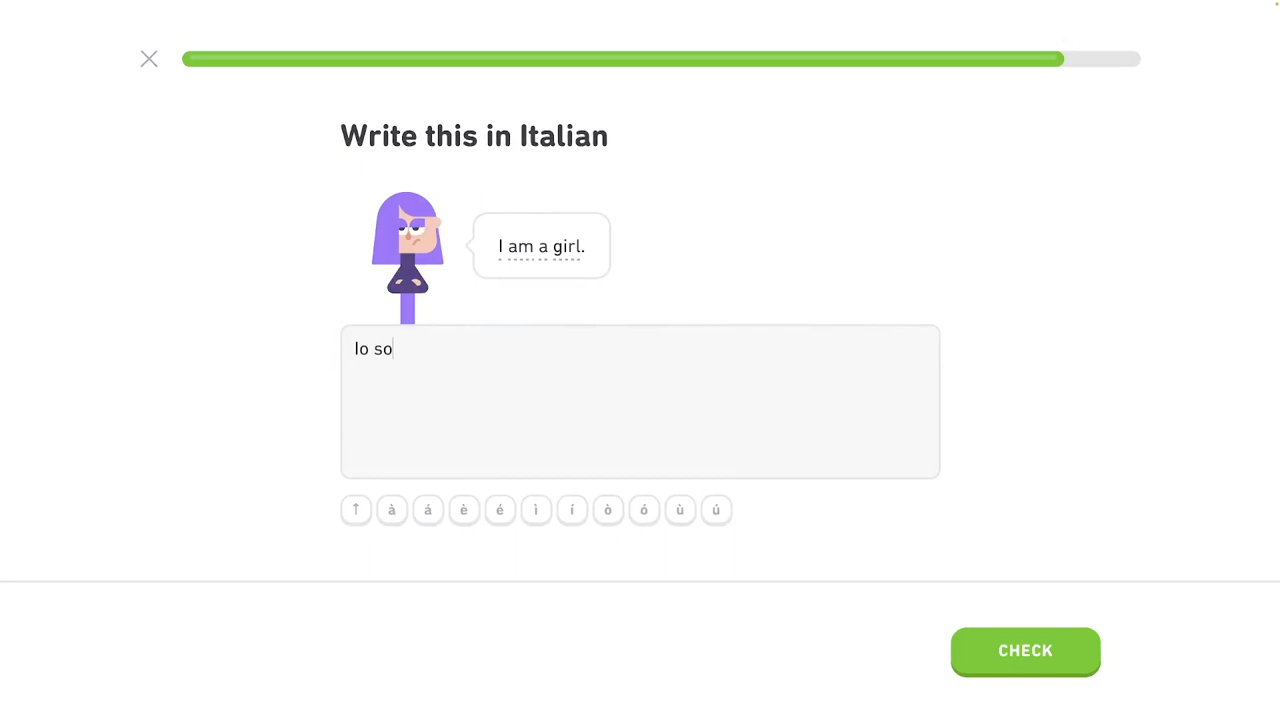 Write this in Italian
I am a girl.
Io so
↑ à á è é ì í ò ó ù ú
CHECK